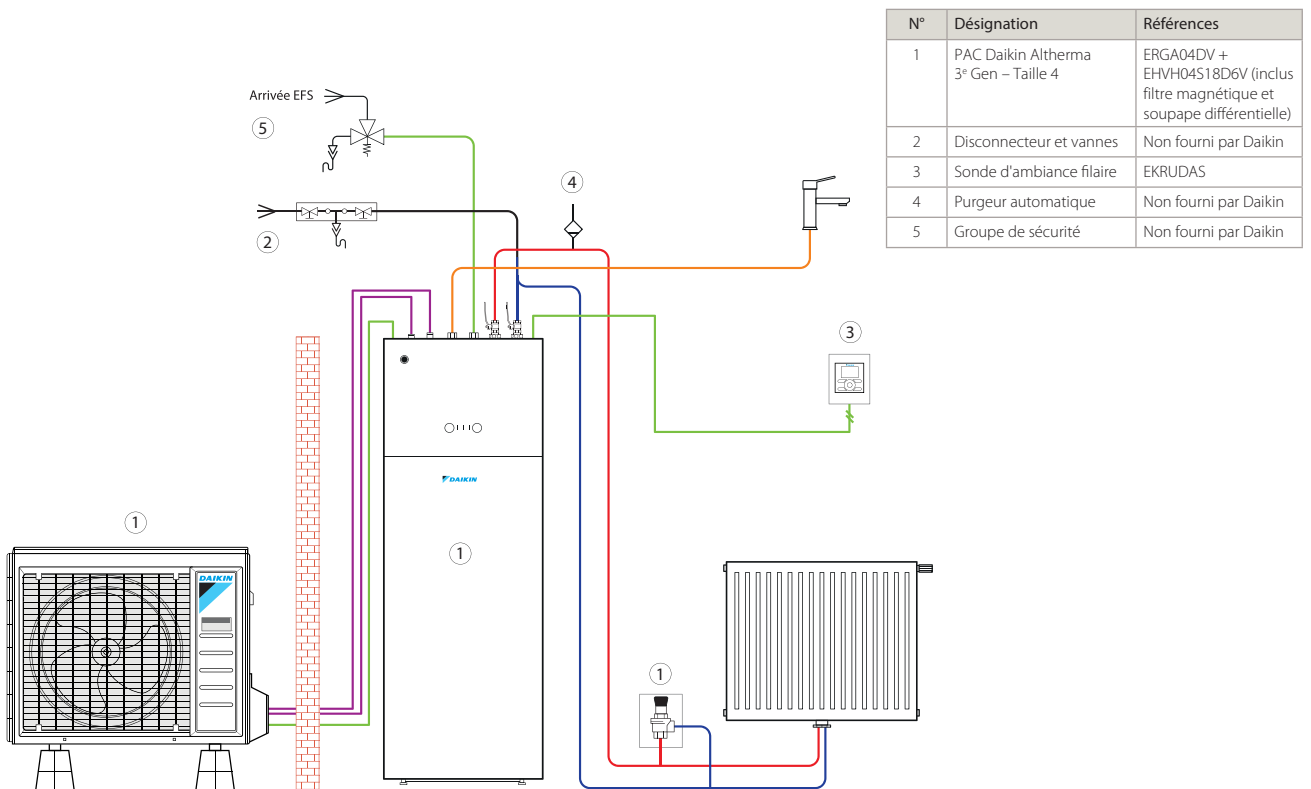 N° Désignation Références
1 PAC Daikin Altherma ERGA04DV +
3e Gen – Taille 4 EHVH04S18D6V (inclus
filtre magnétique et
soupape différentielle)
2 Disconnecteur et vannes Non fourni par Daikin
3 Sonde d'ambiance filaire EKRUDAS
4 Purgeur automatique Non fourni par Daikin
5 Groupe de sécurité Non fourni par Daikin
Arrivée EFS
5
4
2
3
DAIKIN
1
1
DAIKIN
1